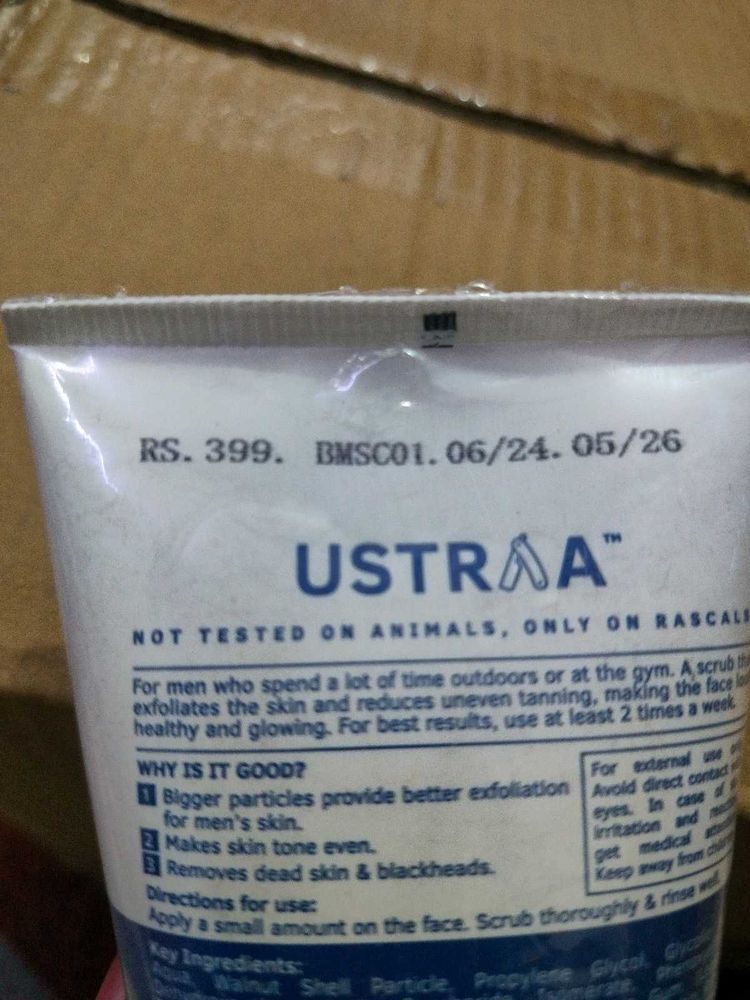 RS. 399. BMSC01. 06/24. 05/26
USTRAA™
NOT TESTED ON ANIMALS, ONLY ON RASCALS
For men who spend a lot of time outdoors or at the gym. A scrub
exfoliates the skin and reduces uneven tanning, making the face
healthy and glowing. For best results, use at least 2 times a week.
WHY IS IT GOOD?
1 Bigger particles provide better exfoliation
for men's skin.
2 Makes skin tone even.
3 Removes dead skin & blackheads.
For external use
Avoid direct contact
eyes. In case of
irritation and
get medical
Keep away from
Directions for use:
Apply a small amount on the face. Scrub thoroughly & rinse well.
Key Ingredients:
Aqua, Walnut Shell Particle, Propylene Glycol,